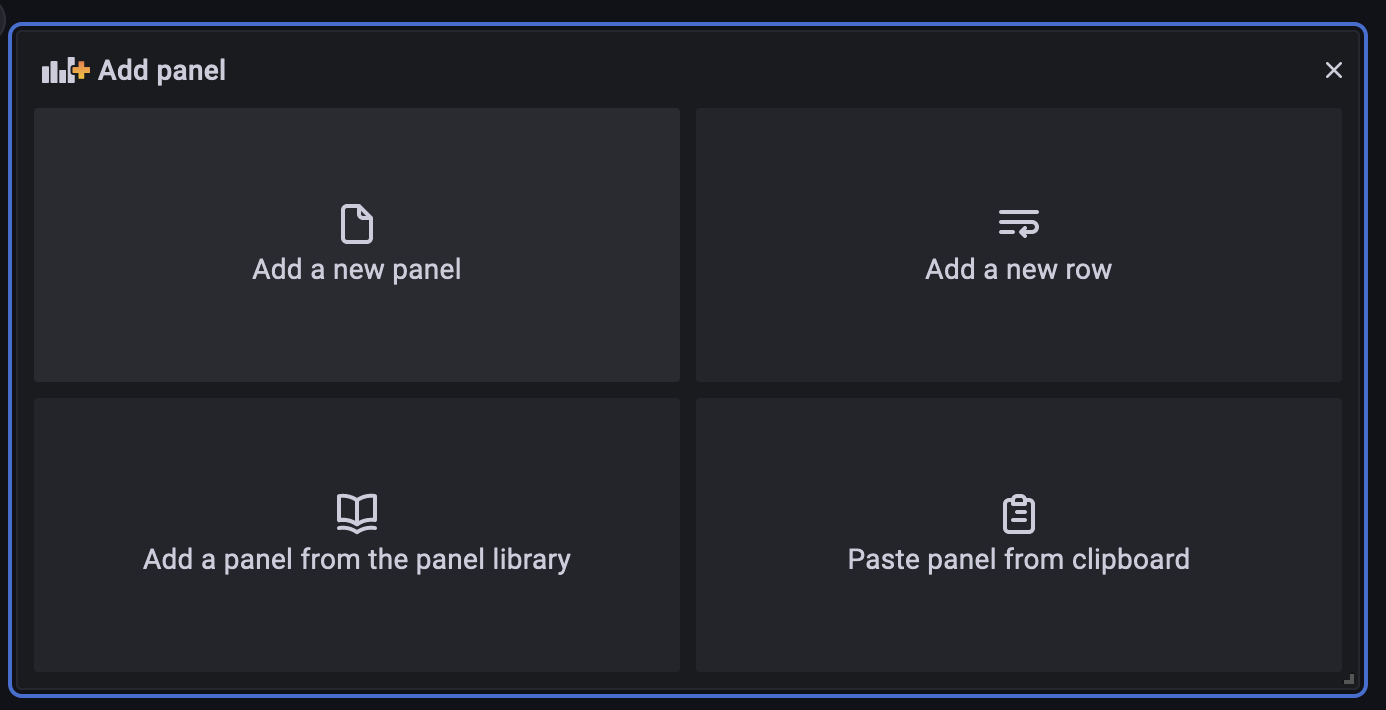 Add panel
Add a new panel
Add a new row
Add a panel from the panel library
Paste panel from clipboard